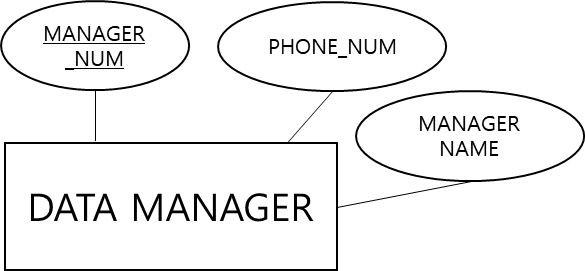 MANAGER
_NUM
PHONE_NUM
MANAGER
NAME
DATA MANAGER